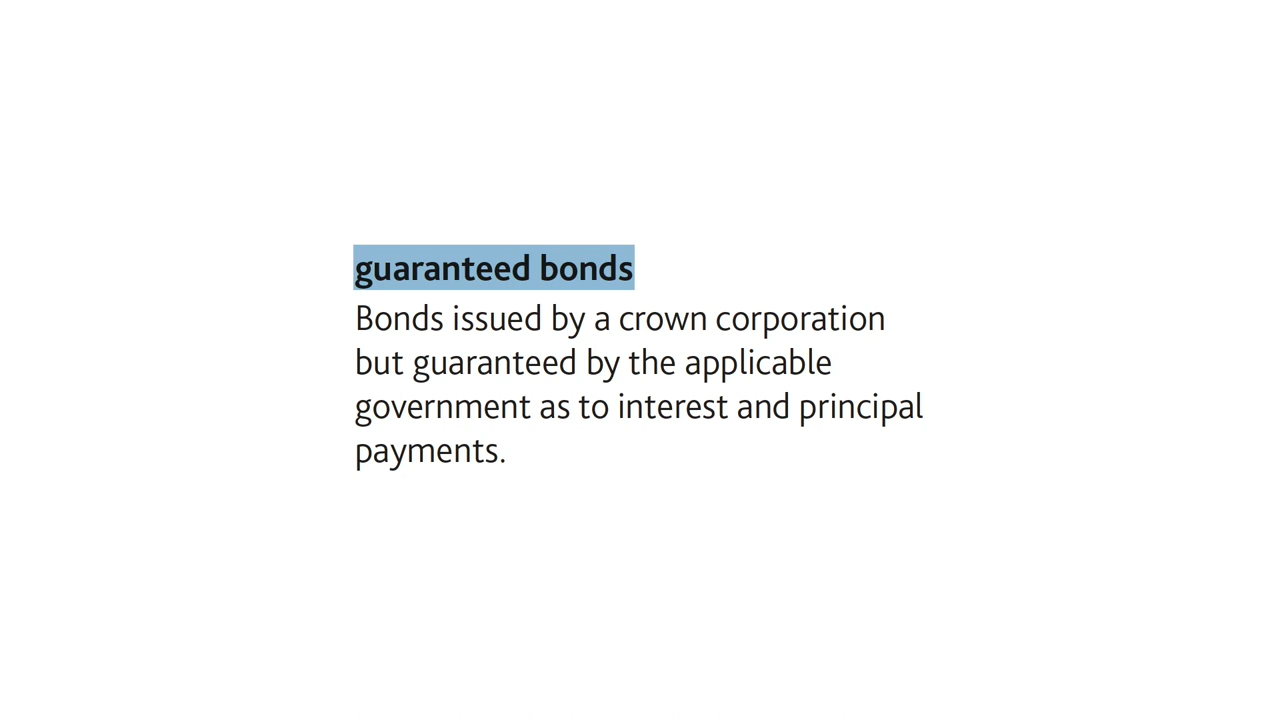 guaranteed bonds
Bonds issued by a crown corporation
but guaranteed by the applicable
government as to interest and principal
payments.